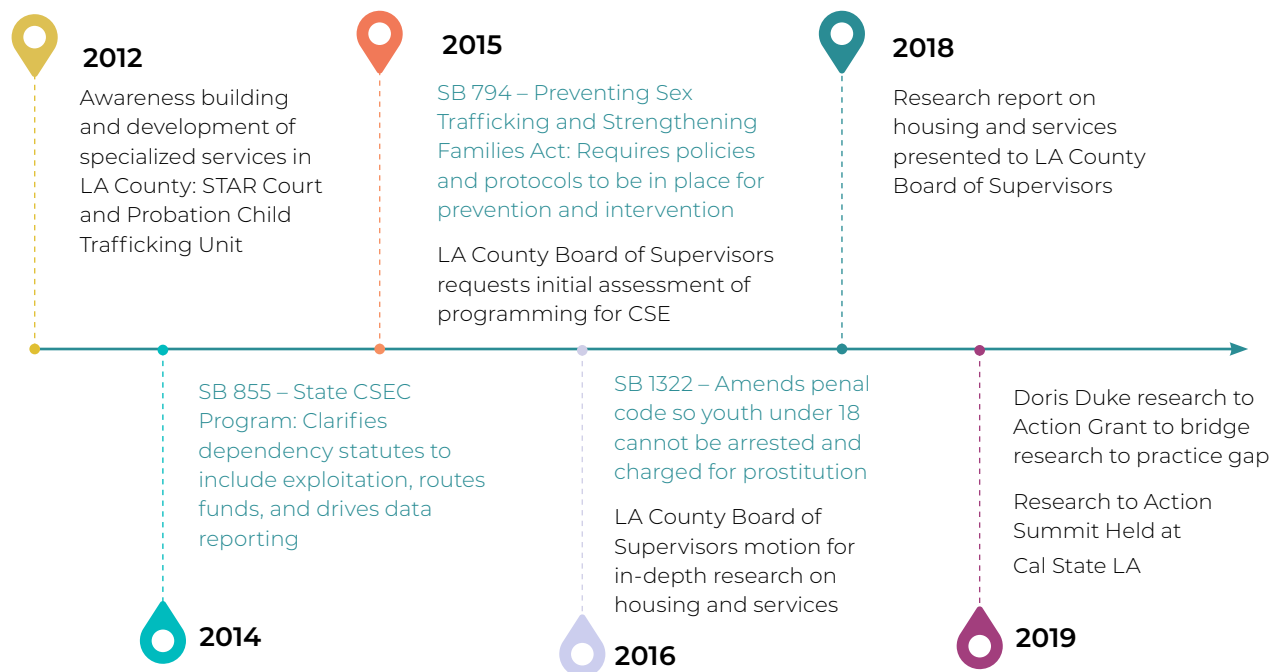 2012
Awareness building
and development of
specialized services in
LA County: STAR Court
and Probation Child
Trafficking Unit
2015
SB 794 – Preventing Sex
Trafficking and Strengthening
Families Act: Requires policies
and protocols to be in place for
prevention and intervention
LA County Board of Supervisors
requests initial assessment of
programming for CSE
2018
Research report on
housing and services
presented to LA County
Board of Supervisors
SB 855 – State CSEC
Program: Clarifies
dependency statutes to
include exploitation, routes
funds, and drives data
reporting
2014
SB 1322 – Amends penal
code so youth under 18
cannot be arrested and
charged for prostitution
LA County Board of
Supervisors motion for
in-depth research on
housing and services
2016
Doris Duke research to
Action Grant to bridge
research to practice gap
Research to Action
Summit Held at
Cal State LA
2019